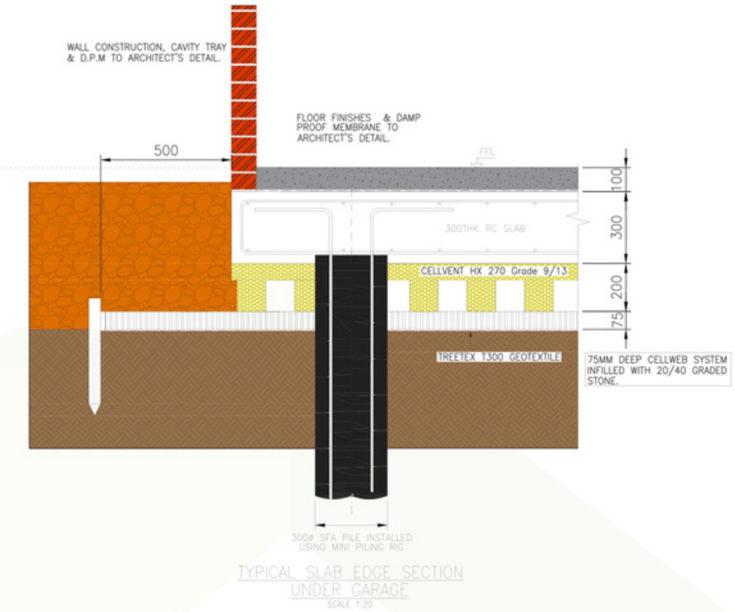 WALL CONSTRUCTION, CAVITY TRAY
& D.P.M TO ARCHITECT'S DETAIL.
FLOOR FINISHES & DAMP
PROOF MEMBRANE TO
ARCHITECT'S DETAIL.
500
FFL
100
300THK RC SLAB
300
CELLVENT HX 270 Grade 9/13
200
75
TREETEX T300 GEOTEXTILE
75MM DEEP CELLWEB SYSTEM
INFILLED WITH 20/40 GRADED
STONE.
300ø SFA PILE INSTALLED
USING MINI PILING RIG
TYPICAL SLAB EDGE SECTION
UNDER GARAGE
SCALE 1:20